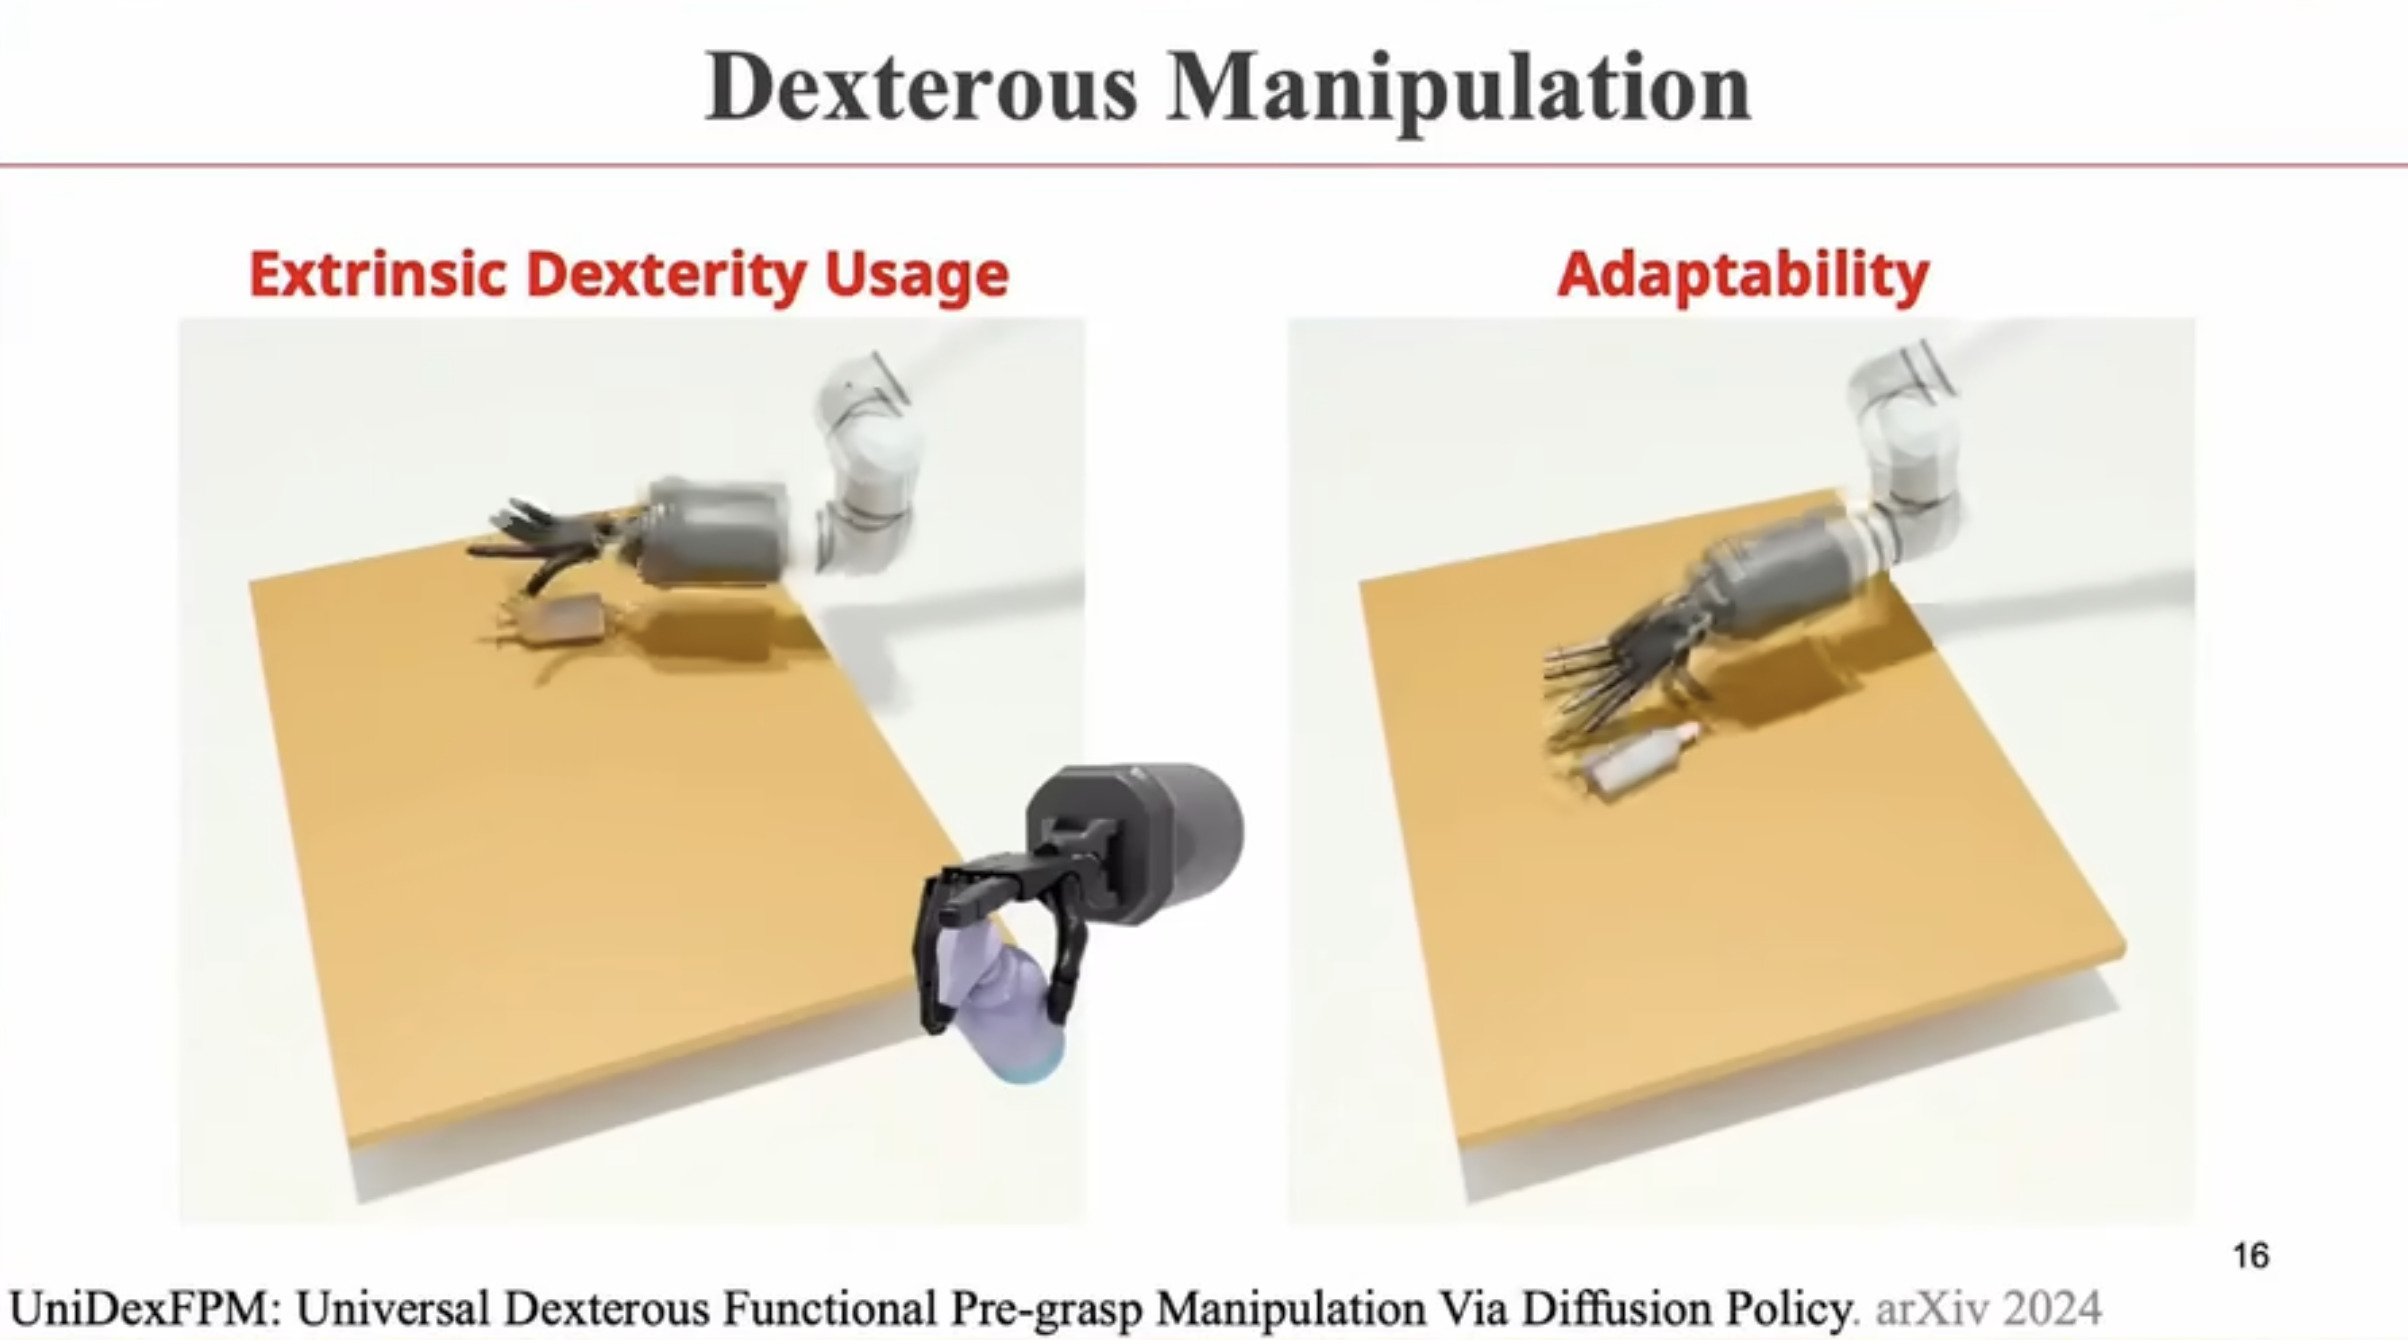 Dexterous Manipulation
Extrinsic Dexterity Usage
Adaptability
16
UniDexFPM: Universal Dexterous Functional Pre-grasp Manipulation Via Diffusion Policy. arXiv 2024